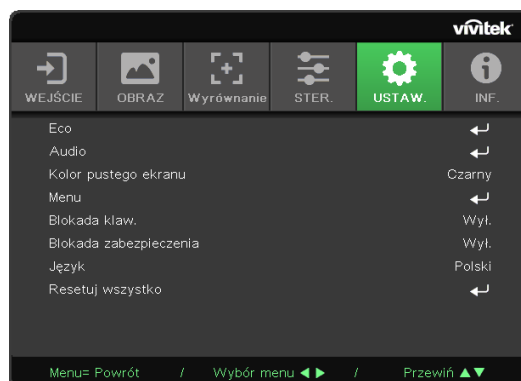 vivitek
WEJŚCIE OBRAZ Wyrównanie STER. USTAW. INF.
Eco
Audio
Kolor pustego ekranu Czarny
Menu
Blokada klaw. Wył.
Blokada zabezpieczenia Wył.
Język Polski
Resetuj wszystko
Menu= Powrót / Wybór menu ◀ ▶ / Przewiń ▲▼